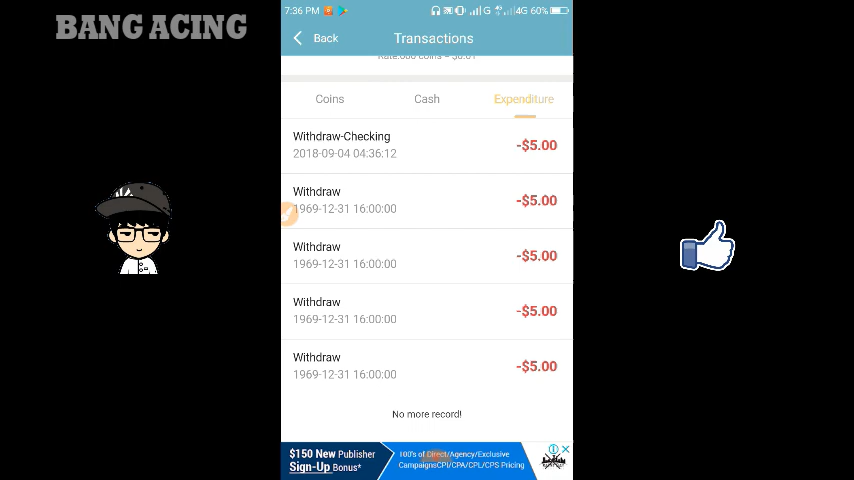 BANG ACING
7:36 PM G 4G 4G 60%
Back Transactions
Coins Cash Expenditure
Withdraw-Checking
2018-09-04 04:36:12 -$5.00
Withdraw
1969-12-31 16:00:00 -$5.00
Withdraw
1969-12-31 16:00:00 -$5.00
Withdraw
1969-12-31 16:00:00 -$5.00
Withdraw
1969-12-31 16:00:00 -$5.00
No more record!
$150 New Publisher
Sign-Up Bonus*
100's of Direct/Agency/Exclusive
CampaignsCPI/CPA/CPL/CPS Pricing